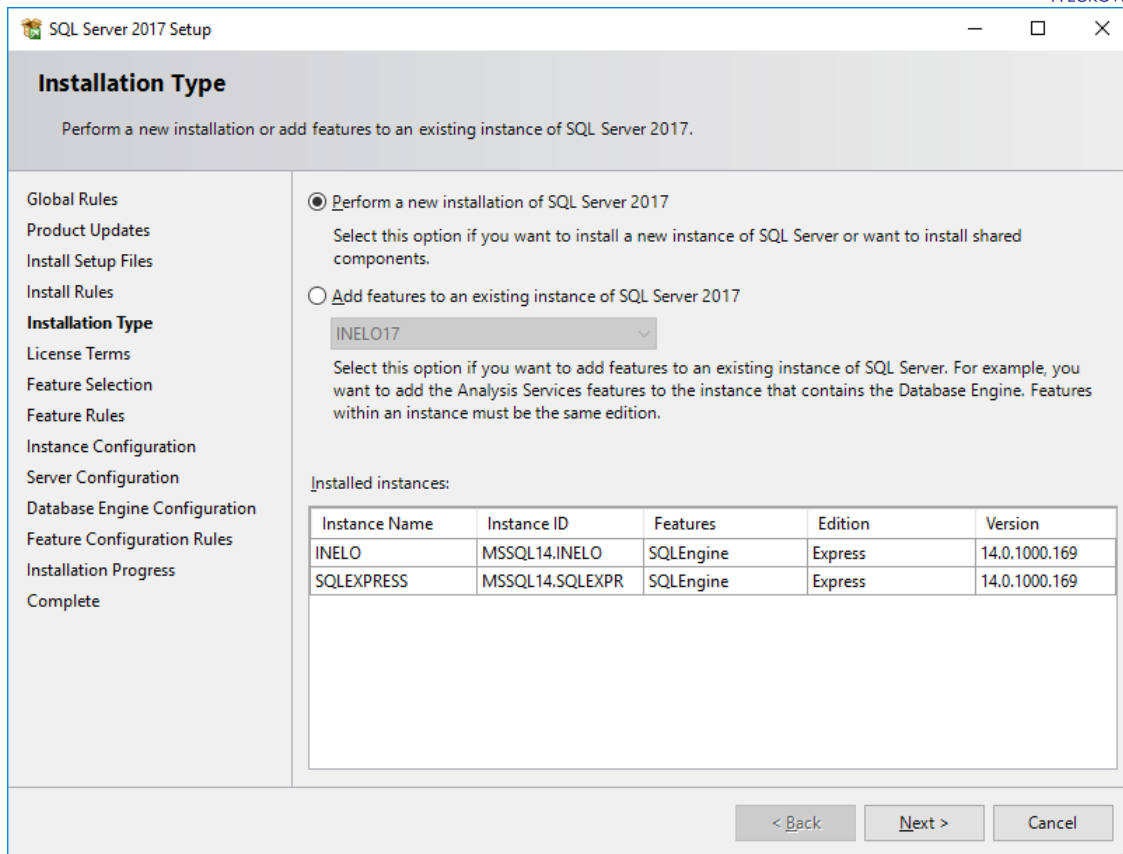 SQL Server 2017 Setup
Installation Type
Perform a new installation or add features to an existing instance of SQL Server 2017.
Global Rules
Product Updates
Install Setup Files
Install Rules
Installation Type
License Terms
Feature Selection
Feature Rules
Instance Configuration
Server Configuration
Database Engine Configuration
Feature Configuration Rules
Installation Progress
Complete
Perform a new installation of SQL Server 2017
Select this option if you want to install a new instance of SQL Server or want to install shared
components.
Add features to an existing instance of SQL Server 2017
INELO17
Select this option if you want to add features to an existing instance of SQL Server. For example, you
want to add the Analysis Services features to the instance that contains the Database Engine. Features
within an instance must be the same edition.
Installed instances:
Instance Name Instance ID Features Edition Version
INELO MSSQL14.INELO SQLEngine Express 14.0.1000.169
SQLEXPRESS MSSQL14.SQLEXPR SQLEngine Express 14.0.1000.169
< Back Next > Cancel